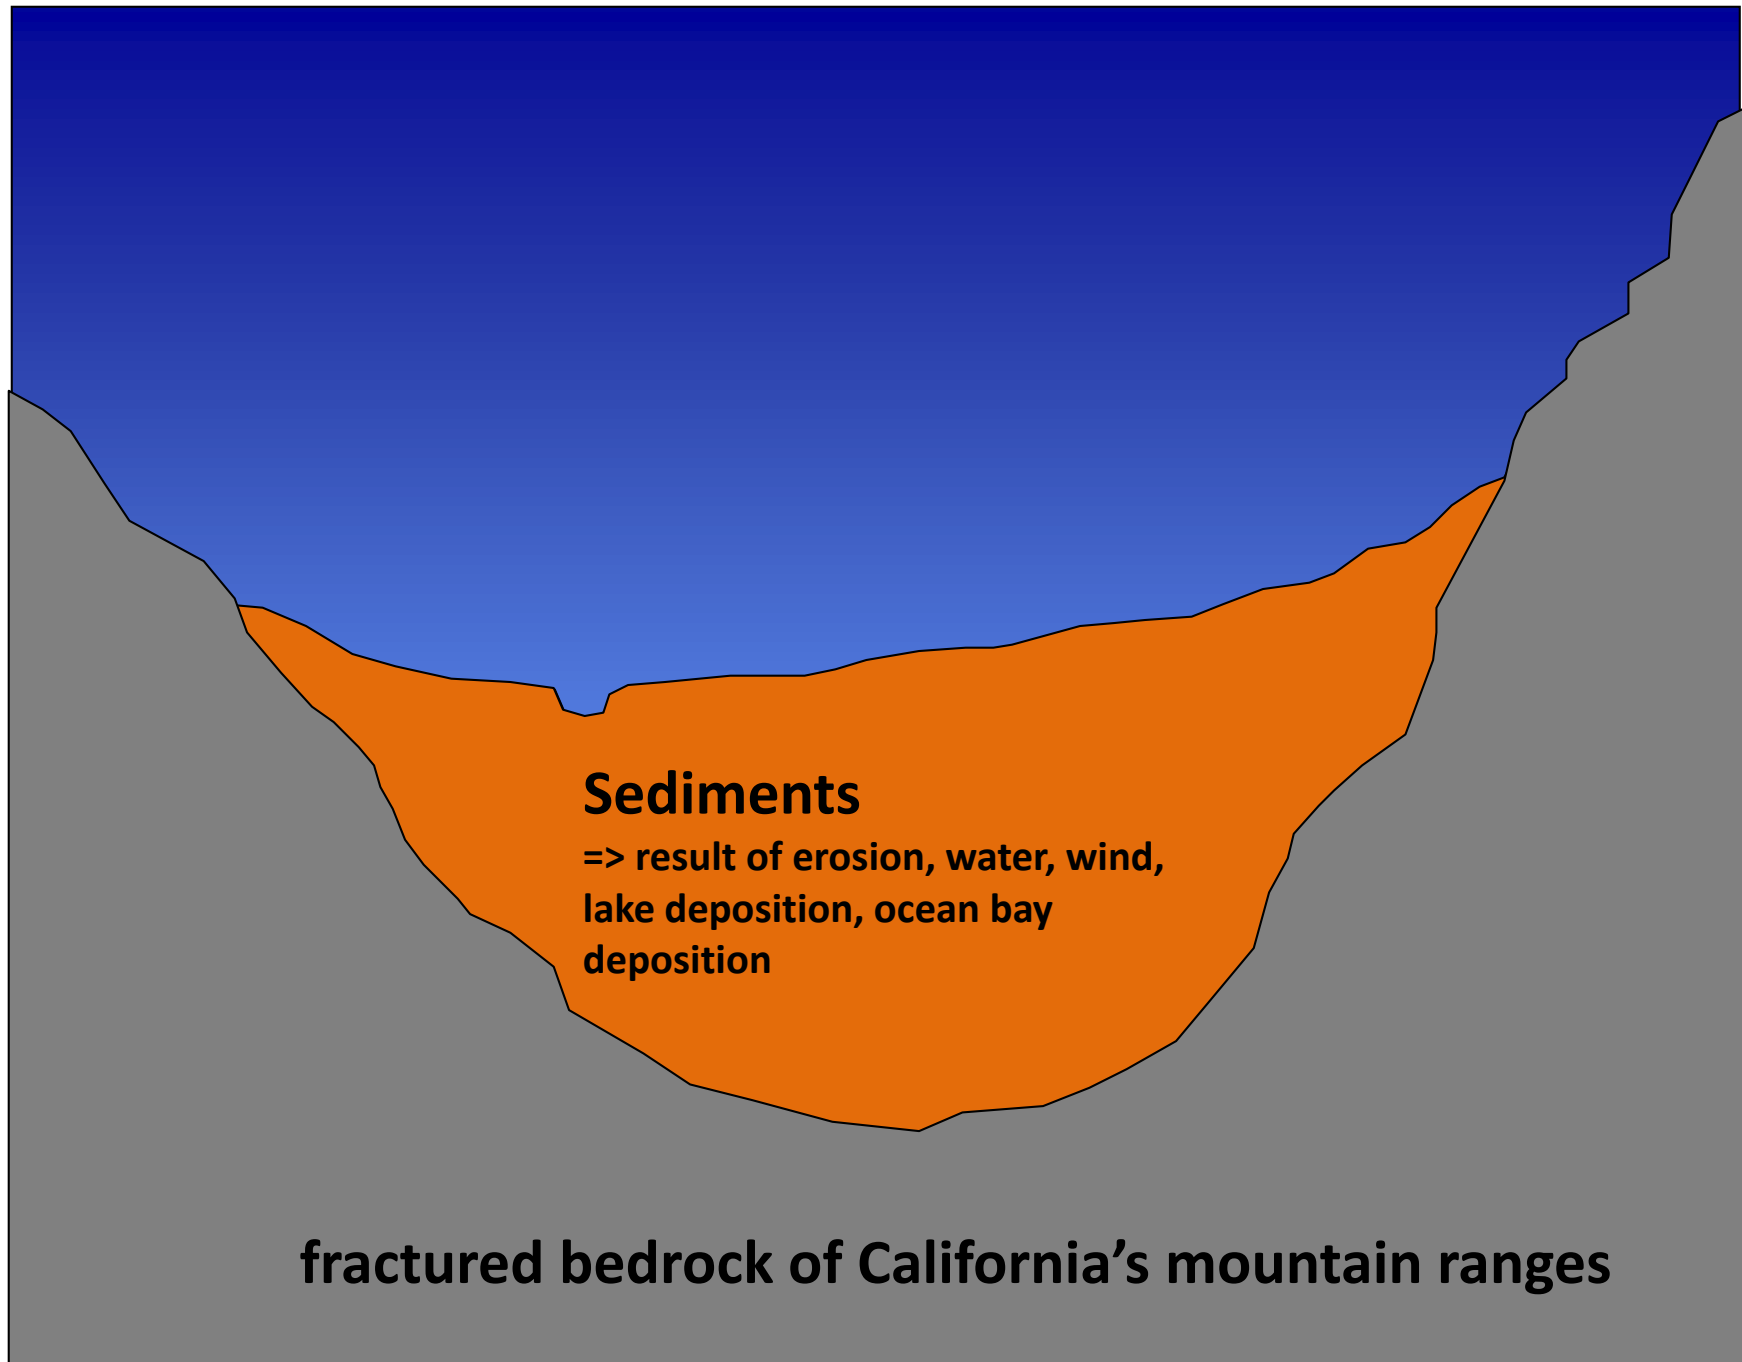 Sediments
=> result of erosion, water, wind,
lake deposition, ocean bay
deposition
fractured bedrock of California’s mountain ranges